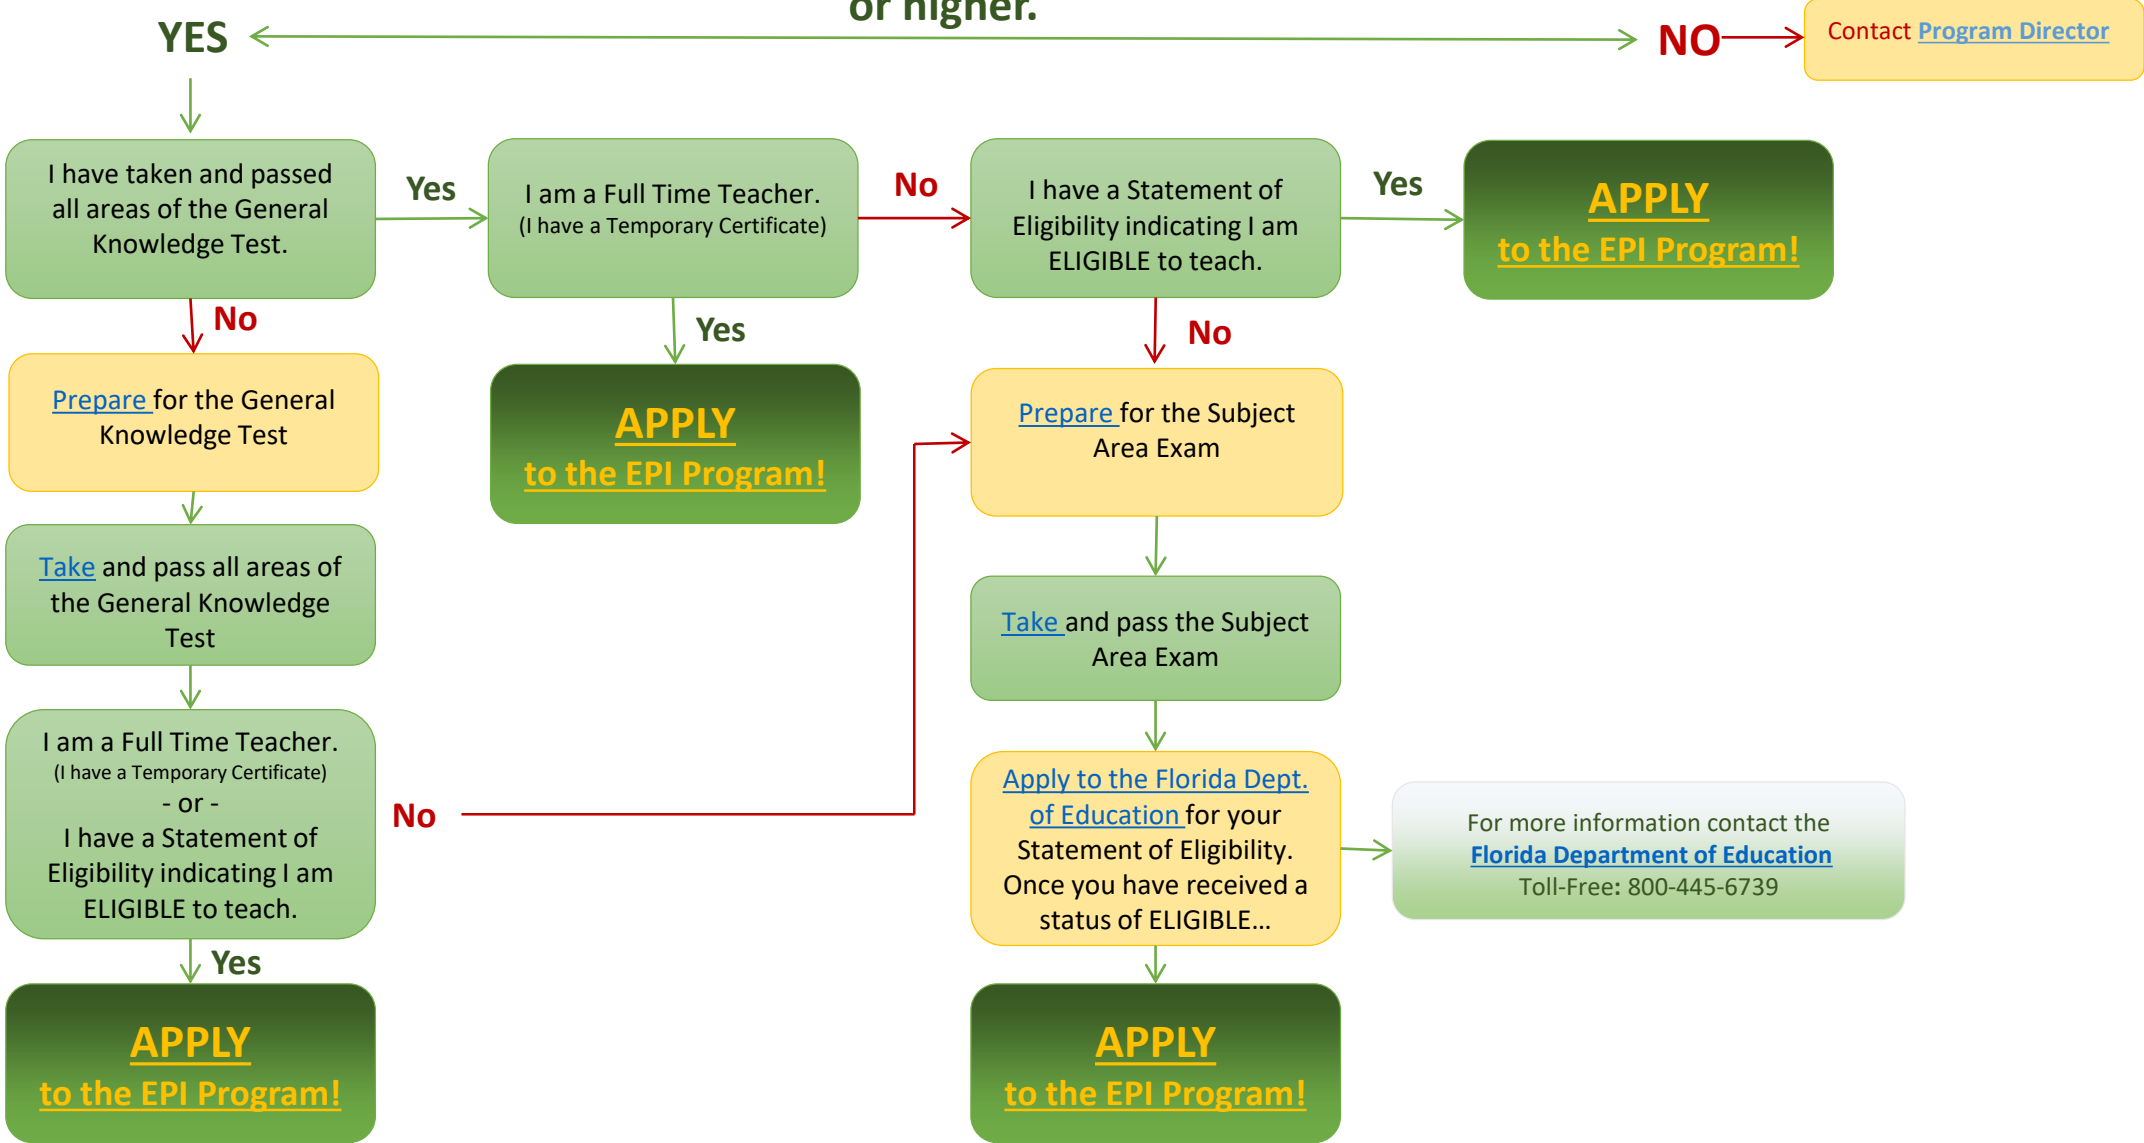 or higher.
YES
NO
Contact Program Director
I have taken and passed
all areas of the General
Knowledge Test.
Yes
I am a Full Time Teacher.
(I have a Temporary Certificate)
No
I have a Statement of
Eligibility indicating I am
ELIGIBLE to teach.
Yes
APPLY
to the EPI Program!
No
Yes
No
Prepare for the General
Knowledge Test
APPLY
to the EPI Program!
Prepare for the Subject
Area Exam
Take and pass all areas of
the General Knowledge
Test
Take and pass the Subject
Area Exam
I am a Full Time Teacher.
(I have a Temporary Certificate)
- or -
I have a Statement of
Eligibility indicating I am
ELIGIBLE to teach.
No
Apply to the Florida Dept.
of Education for your
Statement of Eligibility.
Once you have received a
status of ELIGIBLE...
For more information contact the
Florida Department of Education
Toll-Free: 800-445-6739
Yes
APPLY
to the EPI Program!
APPLY
to the EPI Program!